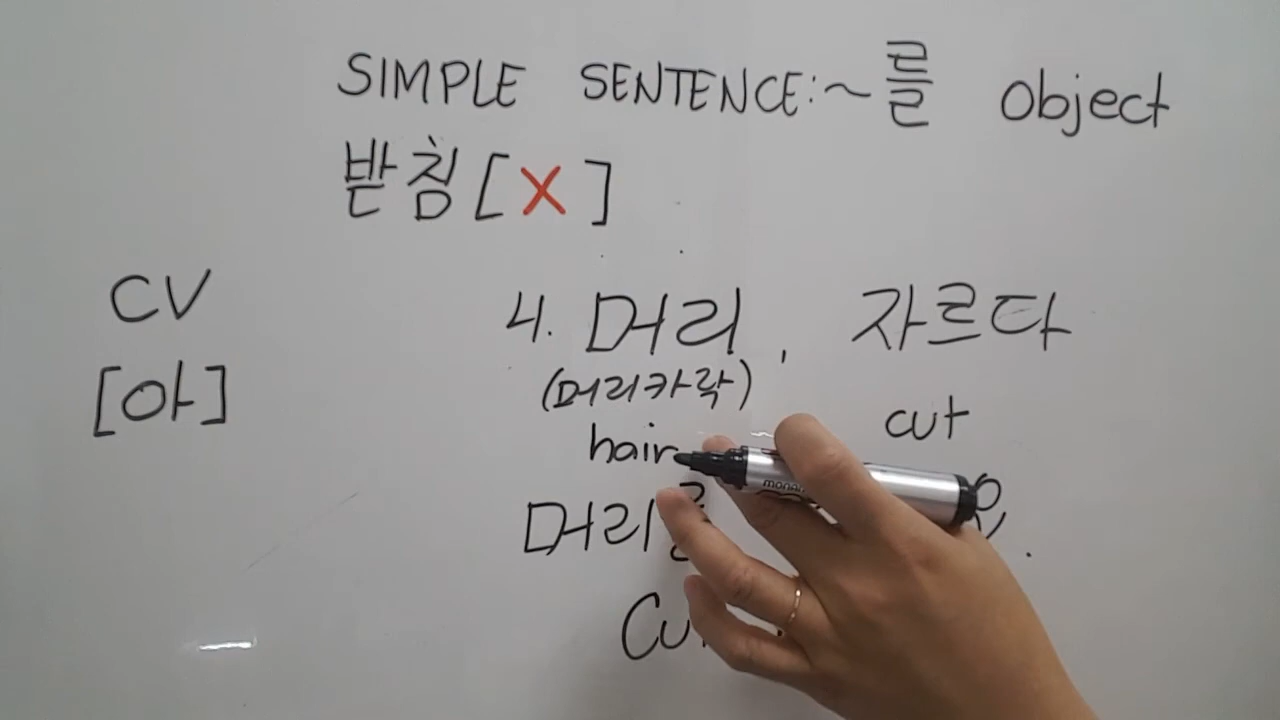 SIMPLE SENTENCE: ~를 object
받침 [X]
CV
[아]
4. 머리, 자르다
(머리카락)
hair
cut
머리를